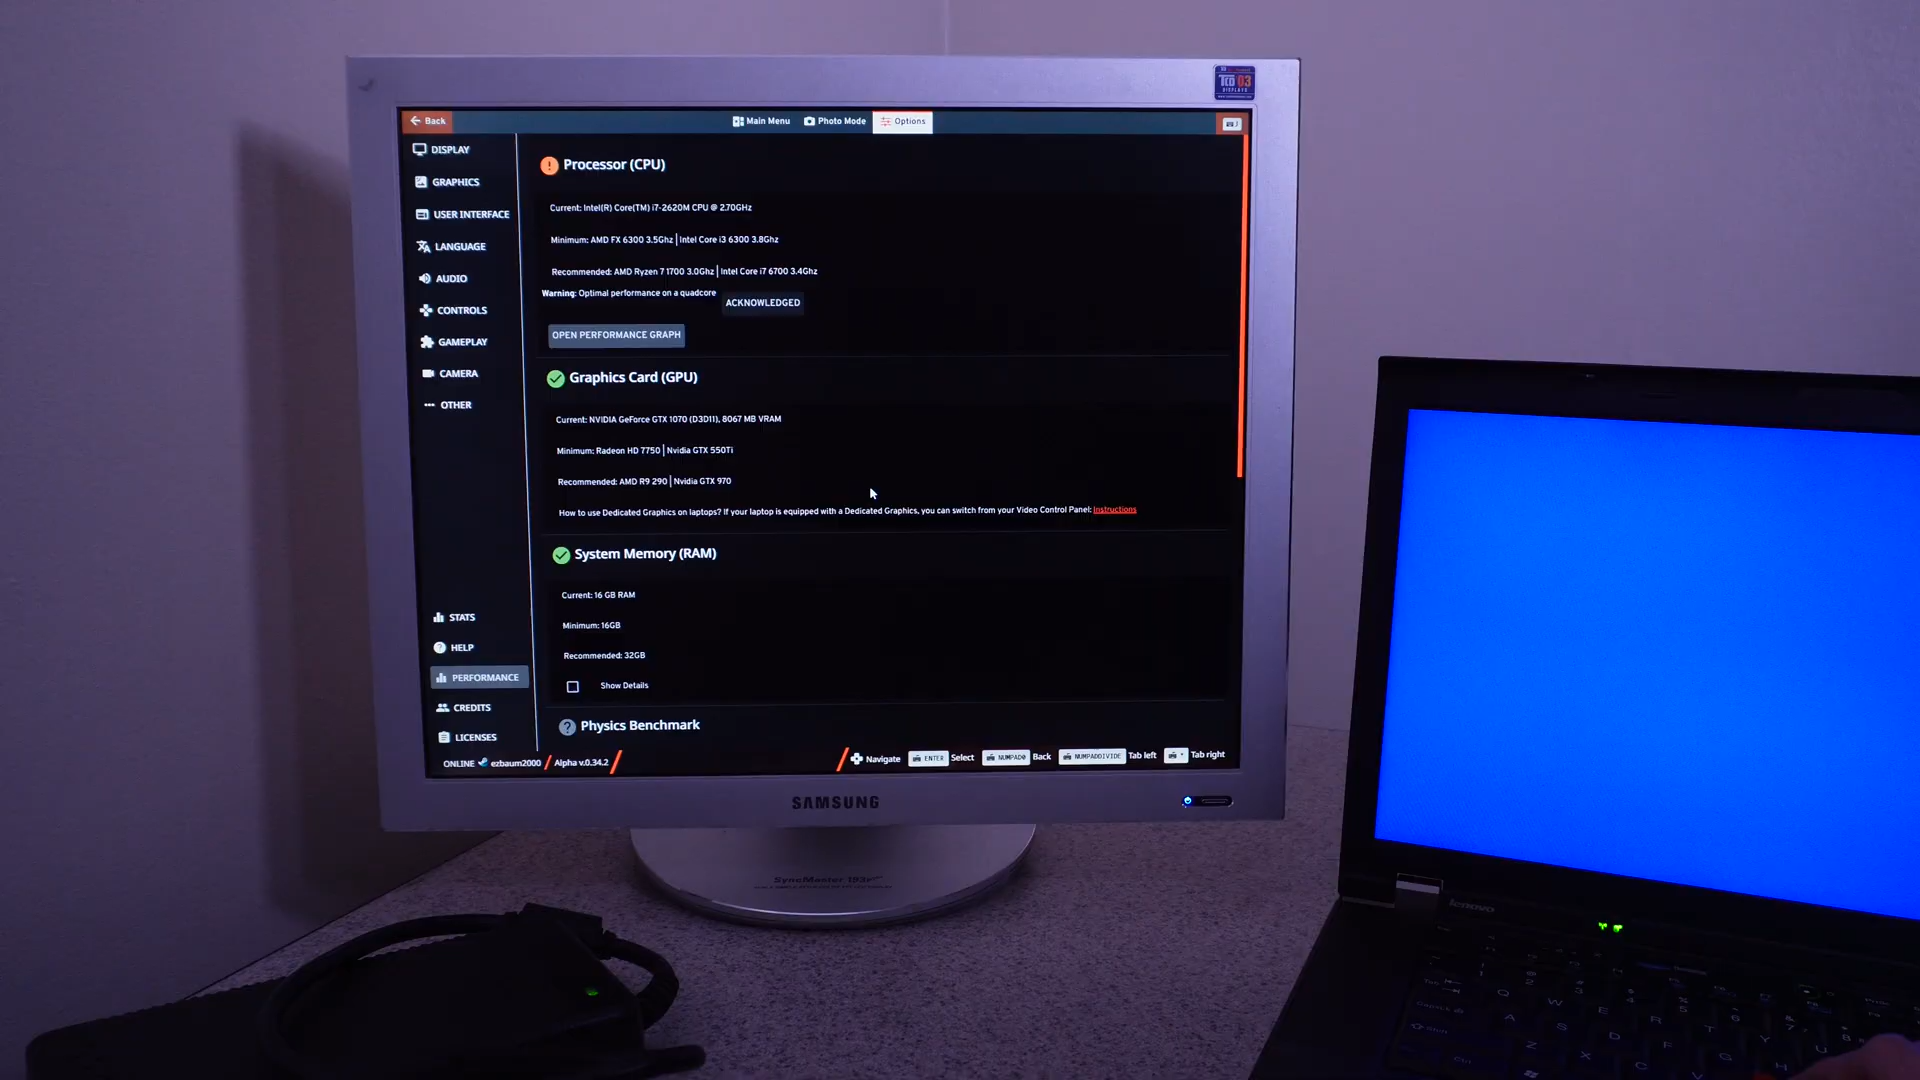 TCO 03
DISPLAYS
Back
Main Menu
Photo Mode
Options
DISPLAY
GRAPHICS
USER INTERFACE
LANGUAGE
AUDIO
CONTROLS
GAMEPLAY
CAMERA
OTHER
STATS
HELP
PERFORMANCE
CREDITS
LICENSES
Processor (CPU)
Current: Intel(R) Core(TM) i7-2620M CPU @ 2.70GHz
Minimum: AMD FX 6300 3.5Ghz | Intel Core i3 6300 3.8Ghz
Recommended: AMD Ryzen 7 1700 3.0Ghz | Intel Core i7 6700 3.4Ghz
Warning: Optimal performance on a quadcore
ACKNOWLEDGED
OPEN PERFORMANCE GRAPH
Graphics Card (GPU)
Current: NVIDIA GeForce GTX 1070 (D3D11), 8067 MB VRAM
Minimum: Radeon HD 7750 | Nvidia GTX 550Ti
Recommended: AMD R9 290 | Nvidia GTX 970
How to use Dedicated Graphics on laptops? If your laptop is equipped with a Dedicated Graphics, you can switch from your Video Control Panel: Instructions
System Memory (RAM)
Current: 16 GB RAM
Minimum: 16GB
Recommended: 32GB
Show Details
Physics Benchmark
ONLINE ezbaum2000 / Alpha v.0.34.2
Navigate ENTER Select NUMPAD0 Back NUMPADDIVIDE Tab left Tab right
SAMSUNG
SyncMaster
lenovo
Q W E R T Y
A S D F G
Z X C V